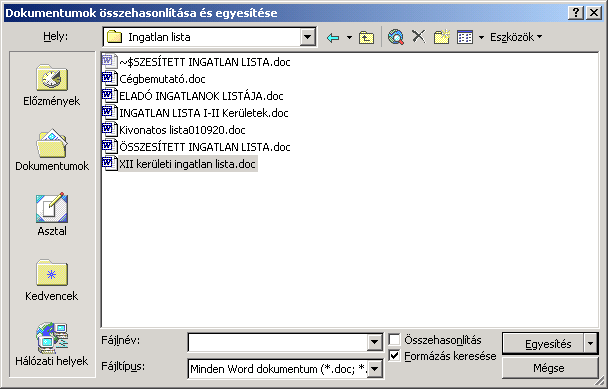 Dokumentumok összehasonlítása és egyesítése
Hely: Ingatlan lista Eszközök
~$SZESÍTETT INGATLAN LISTA.doc
Cégbemutató.doc
ELADÓ INGATLANOK LISTÁJA.doc
INGATLAN LISTA I-II Kerületek.doc
Kivonatos lista010920.doc
ÖSSZESÍTETT INGATLAN LISTA.doc
XII kerületi ingatlan lista.doc
Előzmények
Dokumentumok
Asztal
Kedvencek
Hálózati helyek
Fájlnév:
Fájltípus: Minden Word dokumentum (*.doc; *.
Összehasonlítás
Formázás keresése
Egyesítés
Mégse